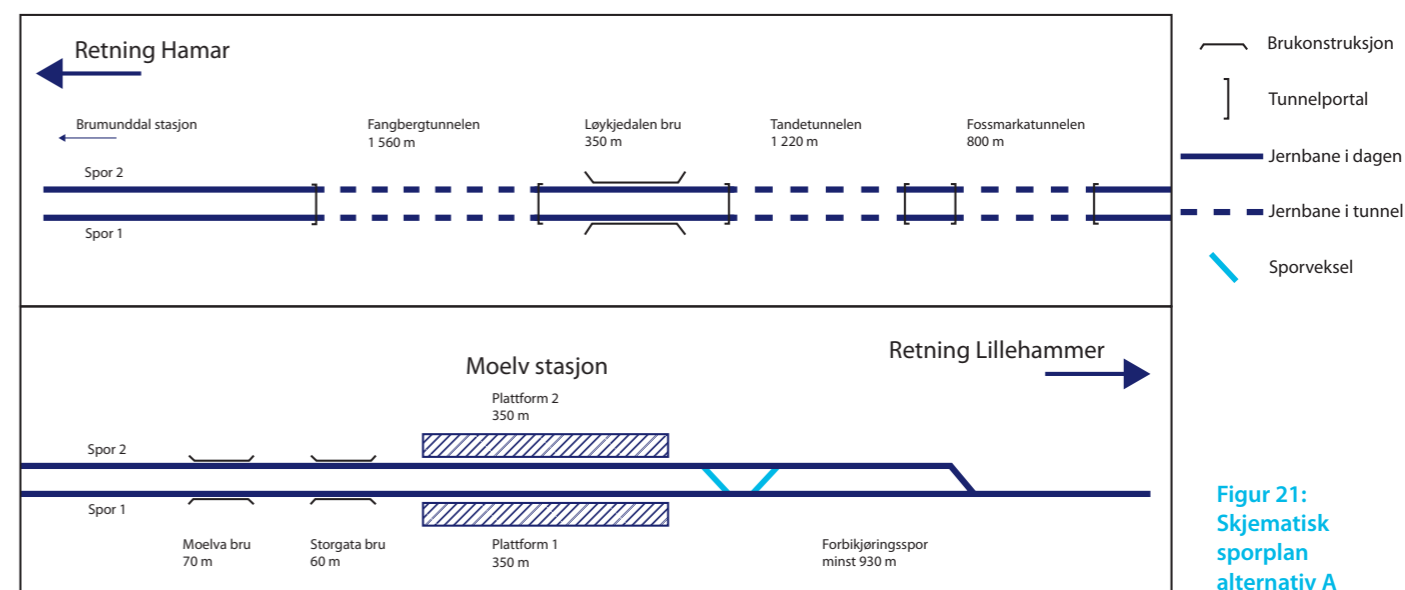 Retning Hamar
Brumunddal stasjon
Fangbergtunnelen
1 560 m
Løykjedalen bru
350 m
Tandetunnelen
1 220 m
Fossmarkatunnelen
800 m
Spor 2
Spor 1
Brukonstruksjon
Tunnelportal
Jernbane i dagen
Jernbane i tunnel
Sporveksel
Retning Lillehammer
Moelv stasjon
Plattform 2
350 m
Spor 2
Spor 1
Moelva bru
70 m
Storgata bru
60 m
Plattform 1
350 m
Forbikjøringsspor
minst 930 m
Figur 21:
Skjematisk
sporplan
alternativ A